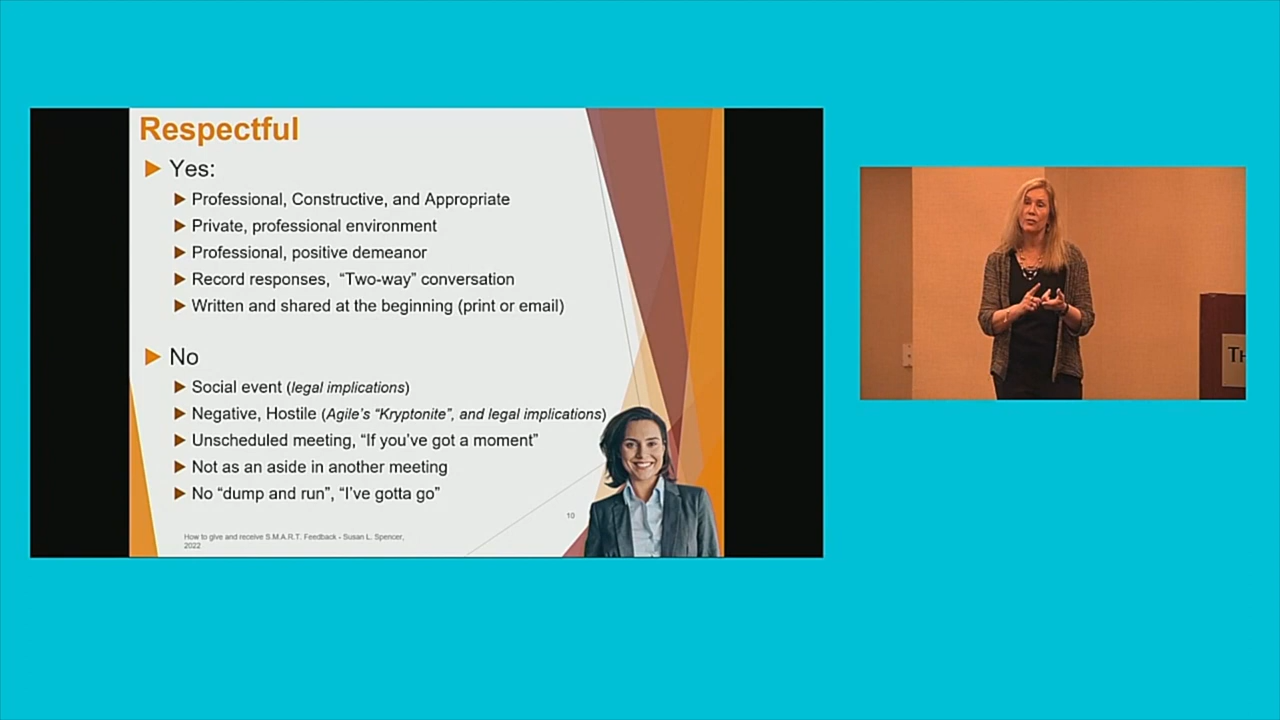 Respectful
Yes:
Professional, Constructive, and Appropriate
Private, professional environment
Professional, positive demeanor
Record responses, “Two-way” conversation
Written and shared at the beginning (print or email)
No
Social event (legal implications)
Negative, Hostile (Agile’s “Kryptonite”, and legal implications)
Unscheduled meeting, “If you’ve got a moment”
Not as an aside in another meeting
No “dump and run”, “I’ve gotta go”
10
How to give and receive S.M.A.R.T. Feedback - Susan L. Spencer,
2022